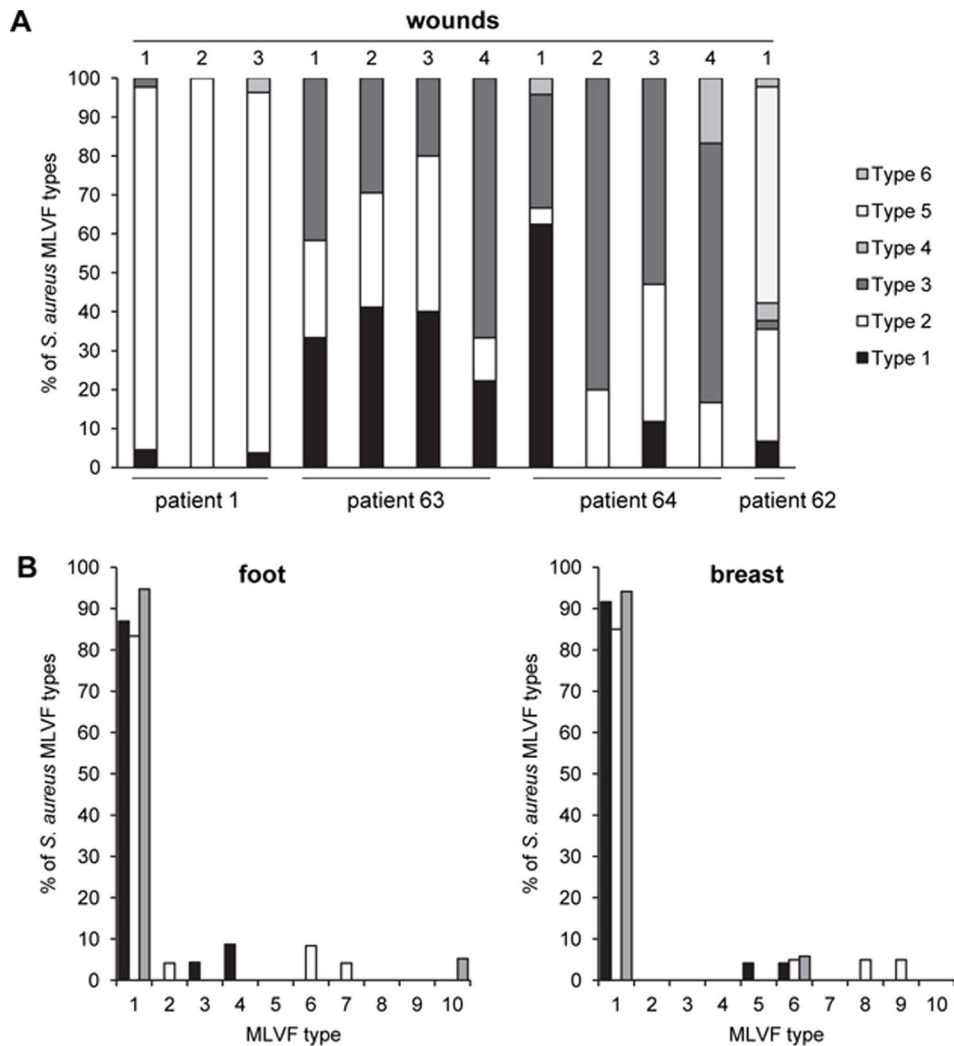 A
wounds
1 2 3 1 2 3 4 1 2 3 4 1
% of S. aureus MLVF types
100
90
80
70
60
50
40
30
20
10
0
patient 1 patient 63 patient 64 patient 62
Type 6
Type 5
Type 4
Type 3
Type 2
Type 1
B
foot
% of S. aureus MLVF types
100
90
80
70
60
50
40
30
20
10
0
1 2 3 4 5 6 7 8 9 10
MLVF type
breast
% of S. aureus MLVF types
100
90
80
70
60
50
40
30
20
10
0
1 2 3 4 5 6 7 8 9 10
MLVF type